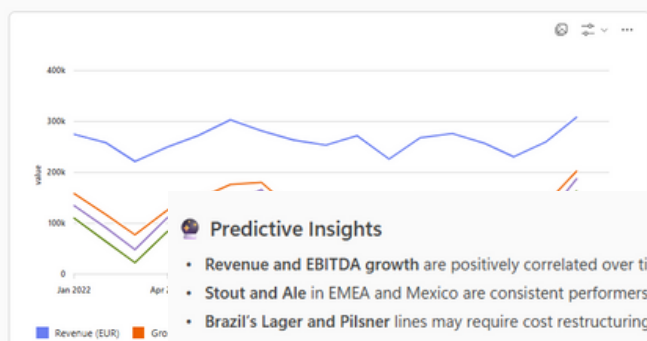 400k
300k
200k
value
100k
0
Jan 2022
Revenue (EUR)
Predictive Insights
• Revenue and EBITDA growth are positively correlated over
• Stout and Ale in EMEA and Mexico are consistent performers
• Brazil's Lager and Pilsner lines may require cost restructuring